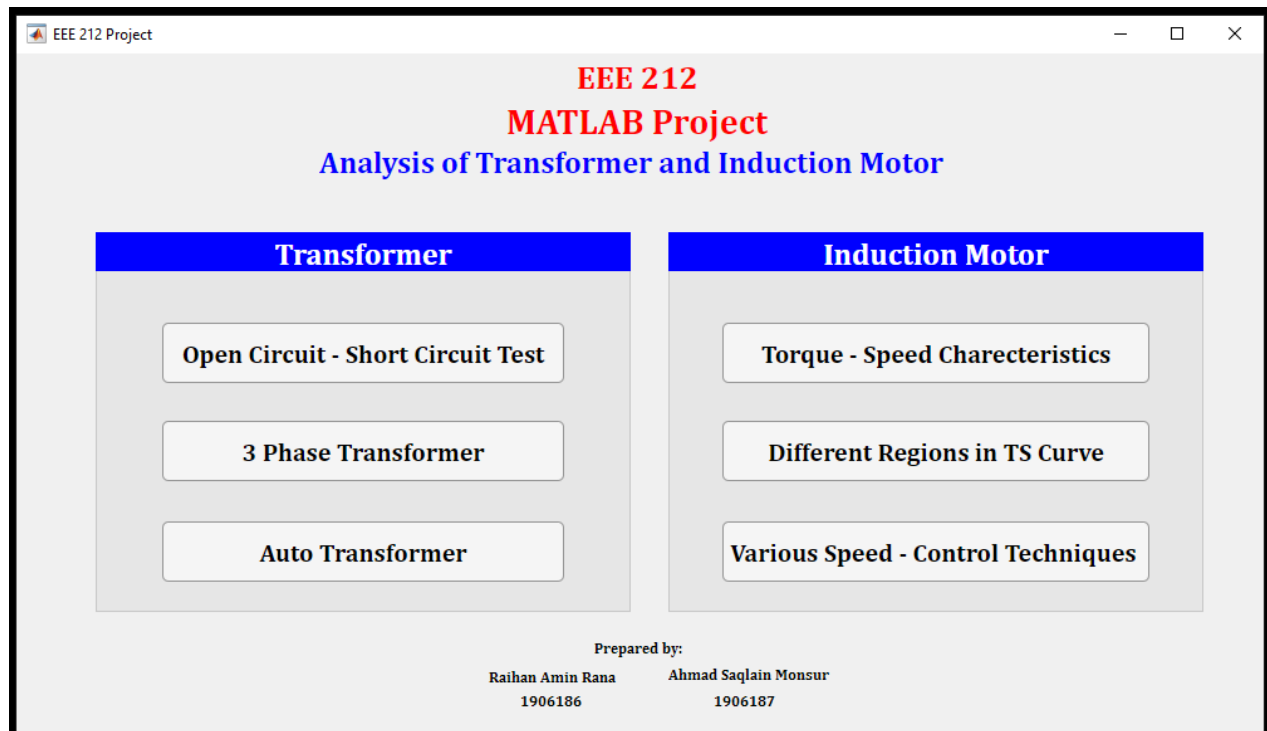 EEE 212 Project
EEE 212
MATLAB Project
Analysis of Transformer and Induction Motor
Transformer
Open Circuit - Short Circuit Test
3 Phase Transformer
Auto Transformer
Induction Motor
Torque - Speed Charecteristics
Different Regions in TS Curve
Various Speed - Control Techniques
Prepared by:
Raihan Amin Rana
1906186
Ahmad Saqlain Monsur
1906187